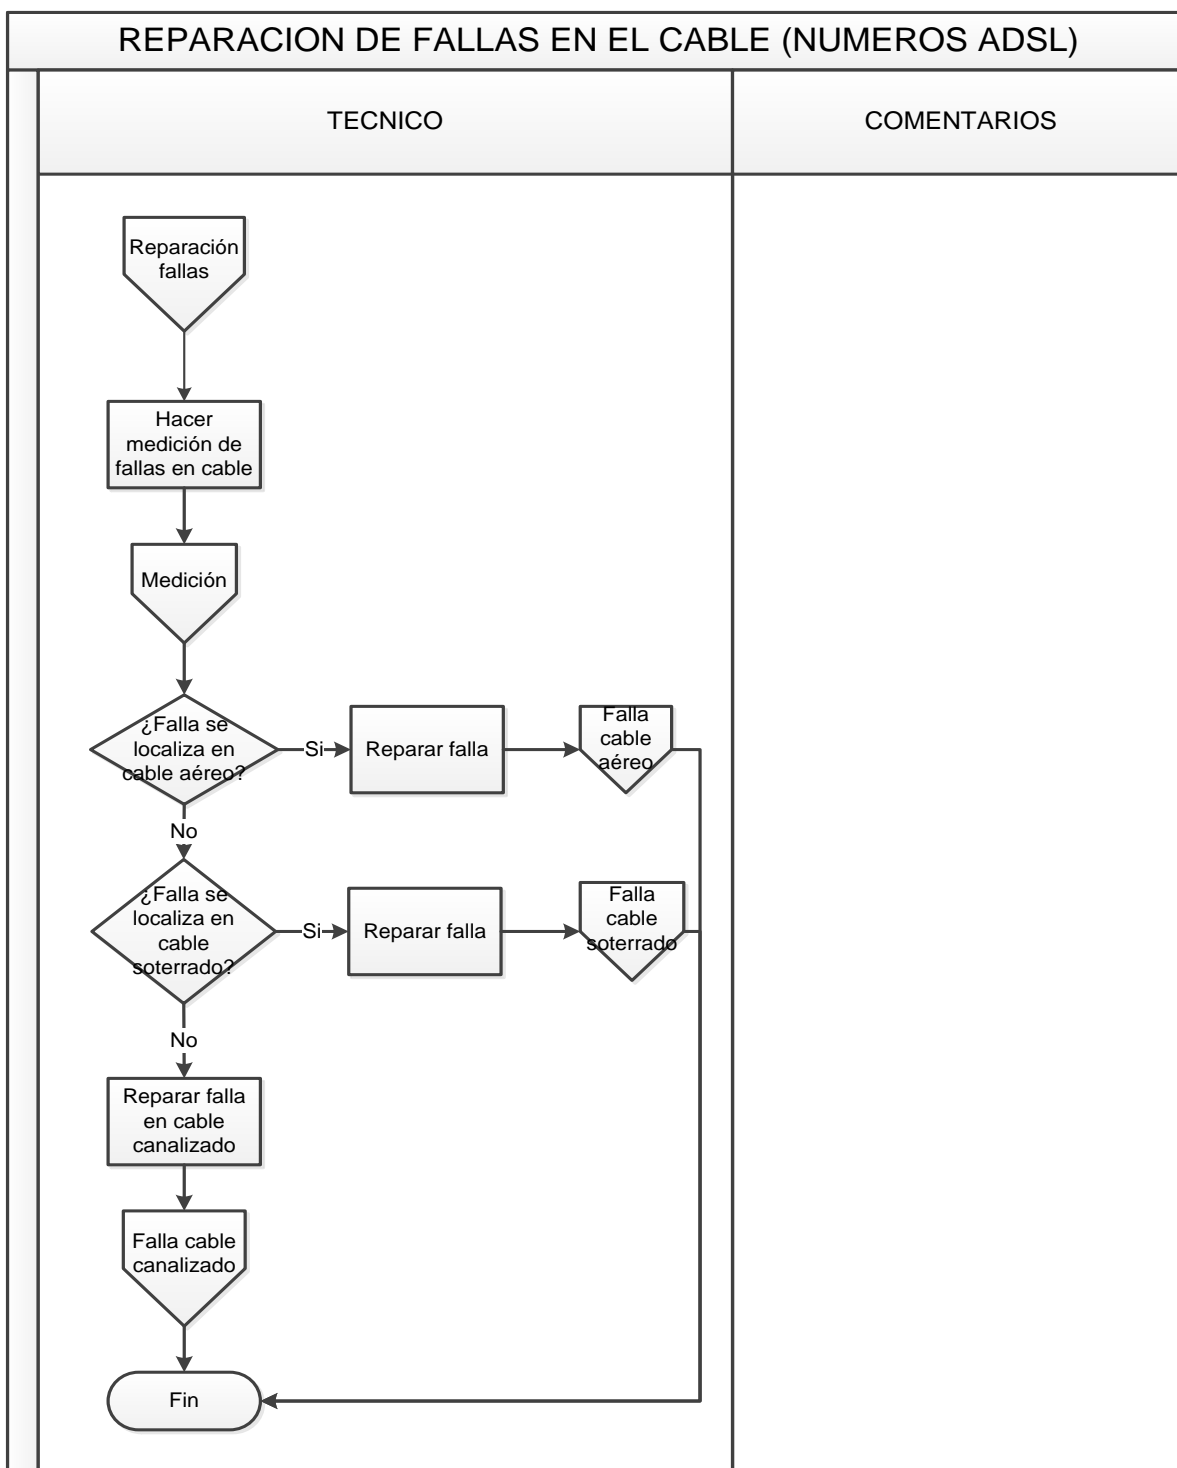 REPARACION DE FALLAS EN EL CABLE (NUMEROS ADSL)
TECNICO
COMENTARIOS
Reparación
fallas
Hacer
medición de
fallas en cable
Medición
¿Falla se
localiza en
cable aéreo?
Si
Reparar falla
Falla
cable
aéreo
No
¿Falla se
localiza en
cable
soterrado?
Si
Reparar falla
Falla
cable
soterrado
No
Reparar falla
en cable
canalizado
Falla cable
canalizado
Fin